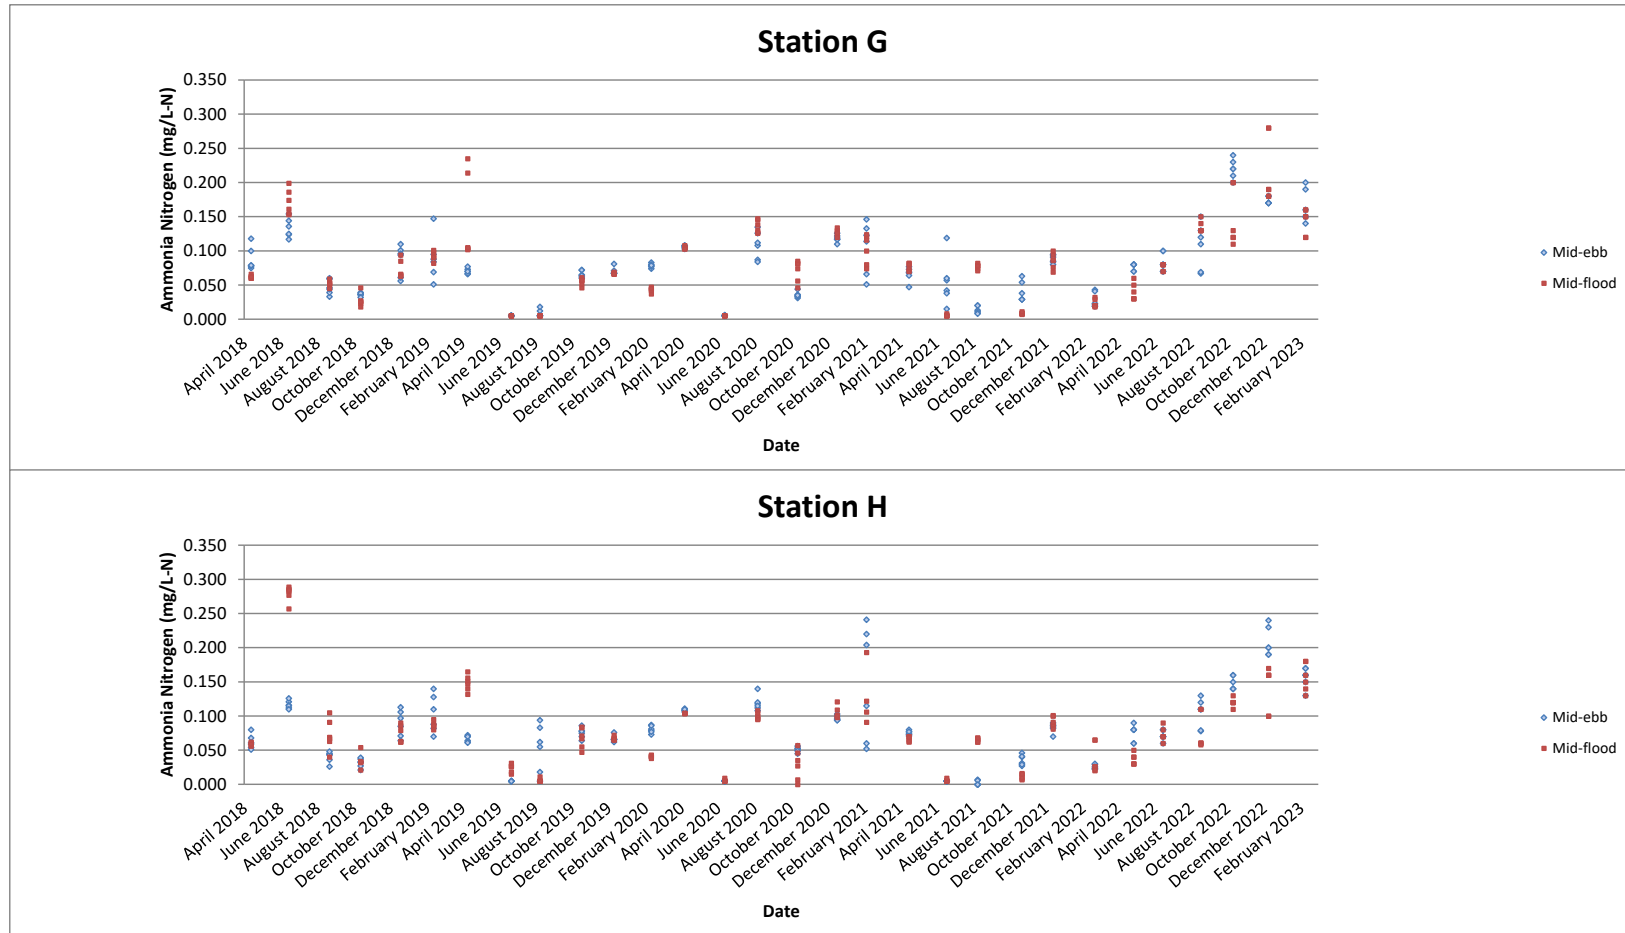 Station G
Ammonia Nitrogen (mg/L-N)
0.350
0.300
0.250
0.200
0.150
0.100
0.050
0.000
April 2018
June 2018
August 2018
October 2018
December 2018
February 2019
April 2019
June 2019
August 2019
October 2019
December 2019
February 2020
April 2020
June 2020
August 2020
October 2020
December 2020
February 2021
April 2021
June 2021
August 2021
October 2021
December 2021
February 2022
April 2022
June 2022
August 2022
October 2022
December 2022
February 2023
Date
Mid-ebb
Mid-flood
Station H
Ammonia Nitrogen (mg/L-N)
0.350
0.300
0.250
0.200
0.150
0.100
0.050
0.000
April 2018
June 2018
August 2018
October 2018
December 2018
February 2019
April 2019
June 2019
August 2019
October 2019
December 2019
February 2020
April 2020
June 2020
August 2020
October 2020
December 2020
February 2021
April 2021
June 2021
August 2021
October 2021
December 2021
February 2022
April 2022
June 2022
August 2022
October 2022
December 2022
February 2023
Date
Mid-ebb
Mid-flood